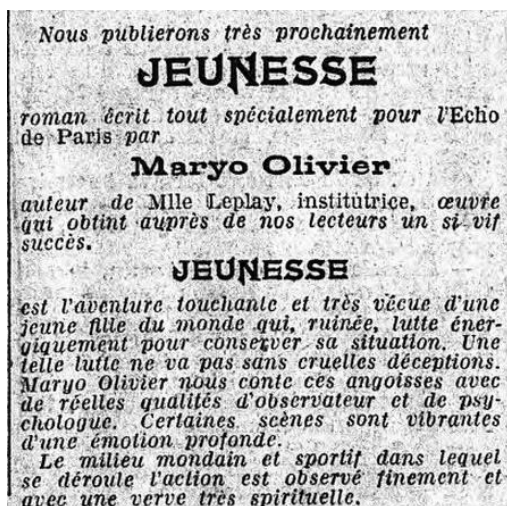 Nous publierons très prochainement
JEUNESSE
roman écrit tout spécialement pour l'Echo
de Paris par
Maryo Olivier
auteur de Mlle Leplay, institutrice, œuvre
qui obtint auprès de nos lecteurs un si vif
succès.
JEUNESSE
est l'aventure touchante et très vécue d'une
jeune fille du monde qui, ruinée, lutte éner-
giquement pour conserver sa situation. Une
telle lutte ne va pas sans cruelles déceptions.
Maryo Olivier nous conte ces angoisses avec
de réelles qualités d'observateur et de psy-
chologue. Certaines scènes sont vibrantes
d'une émotion profonde.
Le milieu mondain et sportif dans lequel
se déroule l'action est observé finement et
avec une verve très spirituelle.